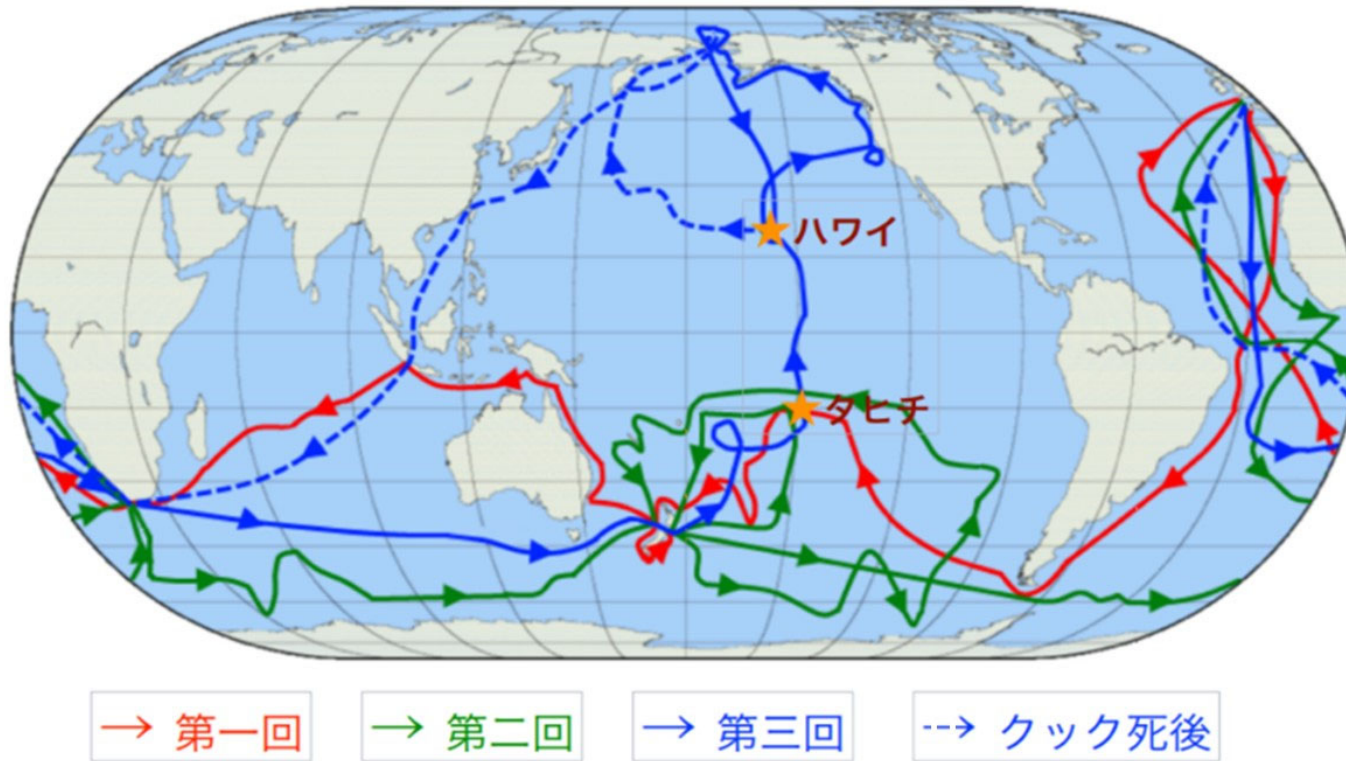 ハワイ
タヒチ
→ 第一回
→ 第二回
→ 第三回
⇢ クック死後